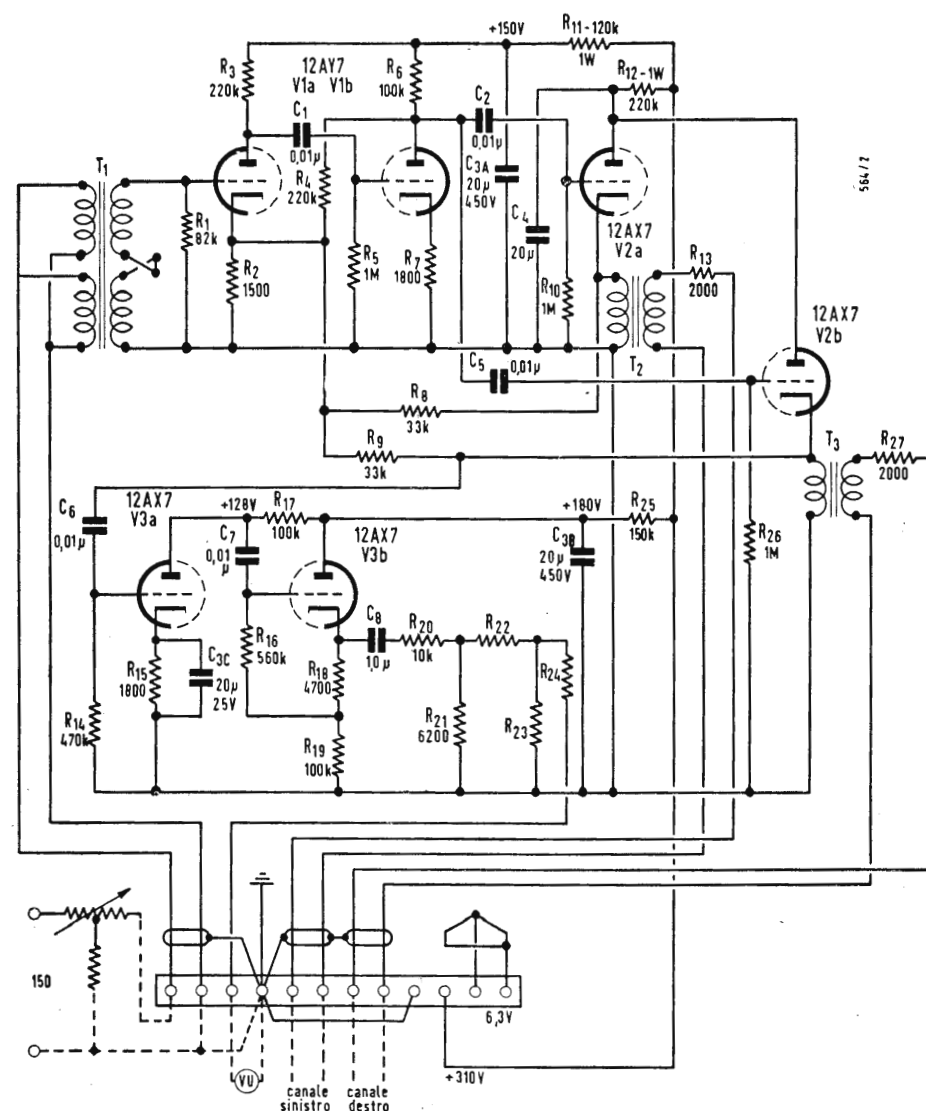 +150V
R11-120k
1W
R3
220k
12AY7
V1a V1b
R6
100k
C1
0,01µ
C2
0,01µ
R12-1W
220k
C3A
20µ
450V
R4
220k
T1
564/2
R1
82k
C4
20µ
12AX7
V2a
R13
2000
R2
1500
R5
1M
R7
1800
R10
1M
12AX7
V2b
C5
0,01µ
T2
R8
33k
R9
33k
T3
R27
2000
C6
0,01µ
12AX7
V3a
+128V
R17
100k
12AX7
V3b
+180V
R25
150k
C7
0,01
µ
C3B
20µ
450V
R26
1M
R16
560k
C8
1,0µ
R20
10k
R22
R15
1800
C3C
20µ
25V
R18
4700
R24
R14
470k
R21
6200
R23
R19
100k
150
6,3V
VU
+310V
canale
sinistro
canale
destro